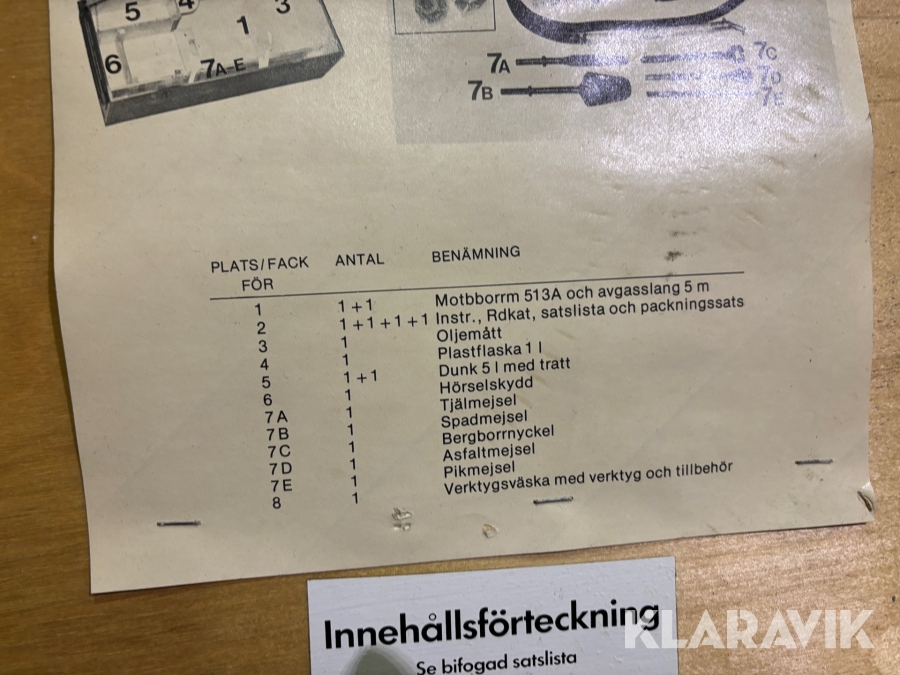 5
4
3
1
6
7A-E
7A
7B
7C
7D
7E
PLATS/FACK FÖR ANTAL BENÄMNING
1 1+1 Motbborrm 513A och avgasslang 5 m
2 1+1+1+1 Instr., Rdkat, satslista och packningssats
3 1 Oljemått
4 1 Plastflaska 1 l
5 1+1 Dunk 5 l med tratt
6 1 Hörselskydd
7A 1 Tjälmejsel
7B 1 Spadmejsel
7C 1 Bergborrnyckel
7D 1 Asfaltmejsel
7E 1 Pikmejsel
8 1 Verktygsväska med verktyg och tillbehör
Innehållsförteckning
Se bifogad satslista
KLARAVIK